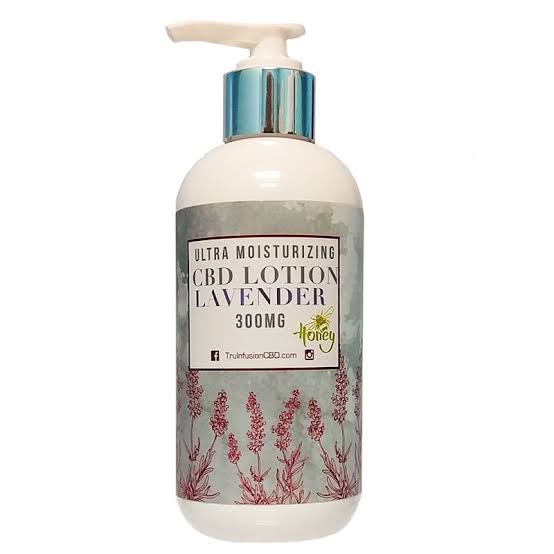 ULTRA MOISTURIZING
CBD LOTION
LAVENDER
300MG
Honey
TruInfusionCBD.com